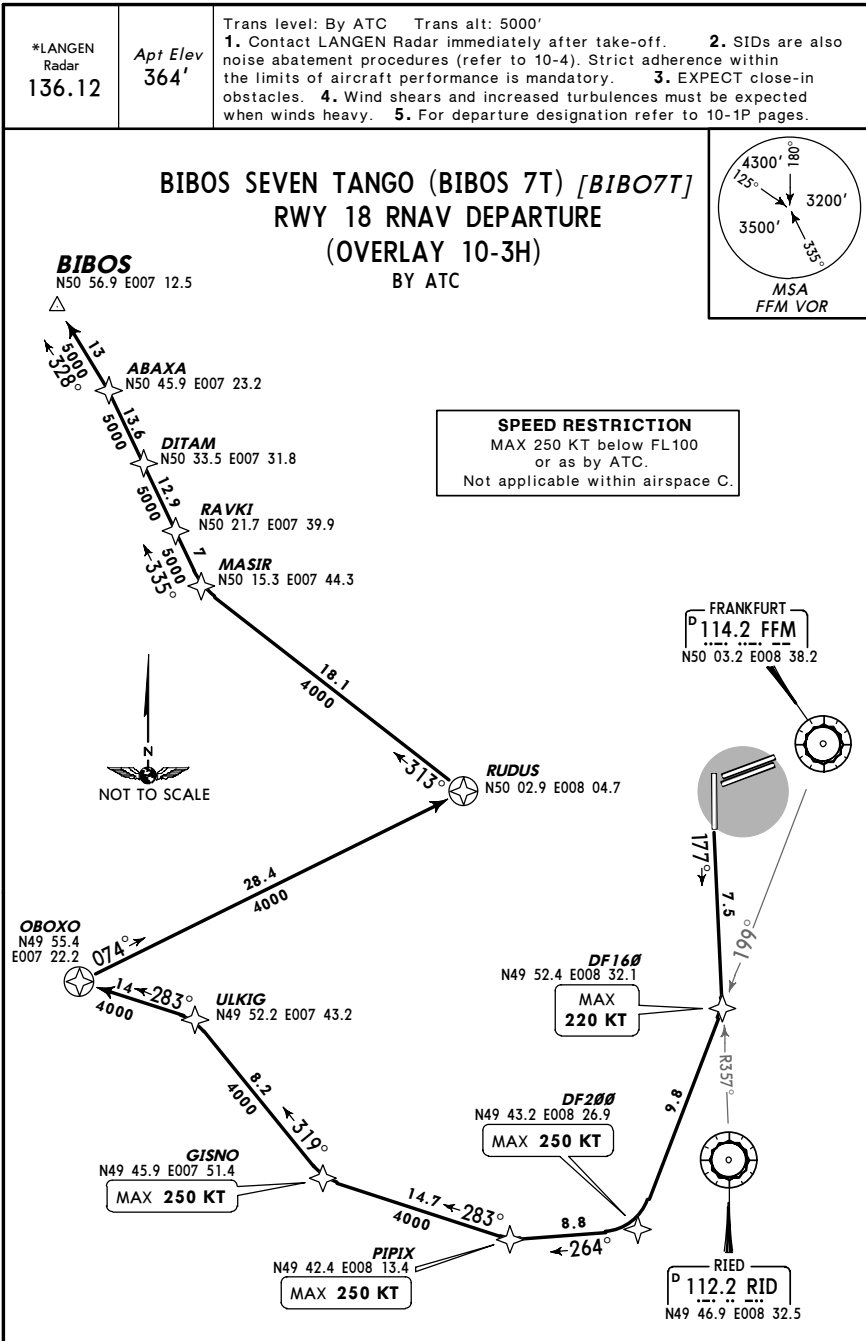 *LANGEN
Radar
136.12
Apt Elev
364'
Trans level: By ATC Trans alt: 5000'
1. Contact LANGEN Radar immediately after take-off. 2. SIDs are also
noise abatement procedures (refer to 10-4). Strict adherence within
the limits of aircraft performance is mandatory. 3. EXPECT close-in
obstacles. 4. Wind shears and increased turbulences must be expected
when winds heavy. 5. For departure designation refer to 10-1P pages.
BIBOS SEVEN TANGO (BIBOS 7T) [BIBO7T]
RWY 18 RNAV DEPARTURE
(OVERLAY 10-3H)
BY ATC
4300'
180°
125°
3200'
3500'
335°
MSA
FFM VOR
BIBOS
N50 56.9 E007 12.5
13
5000
328°
ABAXA
N50 45.9 E007 23.2
13.6
5000
DITAM
N50 33.5 E007 31.8
12.9
5000
RAVKI
N50 21.7 E007 39.9
7
5000
335°
MASIR
N50 15.3 E007 44.3
SPEED RESTRICTION
MAX 250 KT below FL100
or as by ATC.
Not applicable within airspace C.
18.1
4000
313°
RUDUS
N50 02.9 E008 04.7
FRANKFURT
D 114.2 FFM
N50 03.2 E008 38.2
N
NOT TO SCALE
177°
7.5
199°
28.4
4000
074°
OBOXO
N49 55.4
E007 22.2
14
283°
4000
ULKIG
N49 52.2 E007 43.2
DF16Ø
N49 52.4 E008 32.1
MAX
220 KT
R357°
9.8
8.2
4000
319°
DF2ØØ
N49 43.2 E008 26.9
MAX 250 KT
GISNO
N49 45.9 E007 51.4
MAX 250 KT
14.7
283°
4000
8.8
264°
PIPIX
N49 42.4 E008 13.4
MAX 250 KT
RIED
D 112.2 RID
N49 46.9 E008 32.5